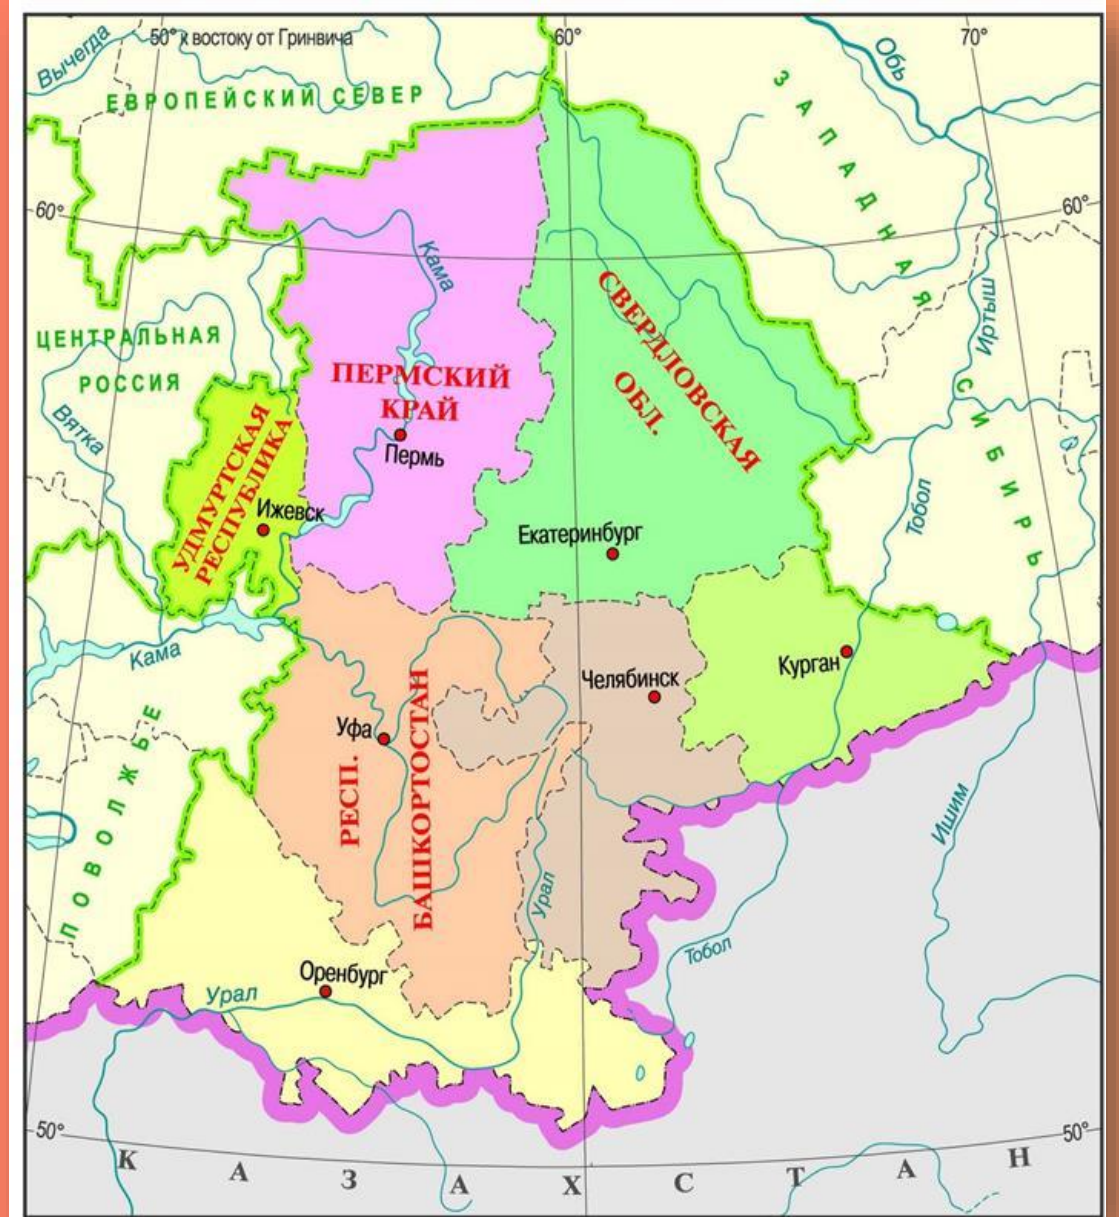 50° к востоку от Гринвича
60°
70°
Вычегда
Обь
ЕВРОПЕЙСКИЙ СЕВЕР
ЗАПАДНАЯ
СИБИРЬ
60°
60°
Кама
Иртыш
СВЕРДЛОВСКАЯ
ОБЛ.
ЦЕНТРАЛЬНАЯ
РОССИЯ
ПЕРМСКИЙ
КРАЙ
Вятка
Пермь
УДМУРТСКАЯ
РЕСПУБЛИКА
Ижевск
Тобол
Екатеринбург
Кама
Курган
Челябинск
Уфа
РЕСП.
БАШКОРТОСТАН
ПОВОЛЖЬЕ
Ишим
Урал
Тобол
Оренбург
Урал
50°
50°
КАЗАХСТАН